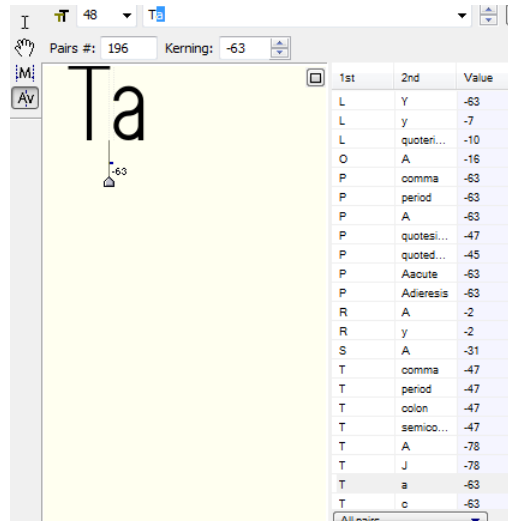 48 Ta
Pairs #: 196 Kerning: -63
M
AV
Ta
-63
1st 2nd Value
L Y -63
L y -7
L quoteri... -10
O A -16
P comma -63
P period -63
P A -63
P quotesi... -47
P quoted... -45
P Aacute -63
P Adieresis -63
R A -2
R y -2
S A -31
T comma -47
T period -47
T colon -47
T semico... -47
T A -78
T J -78
T a -63
T c -63
All pairs